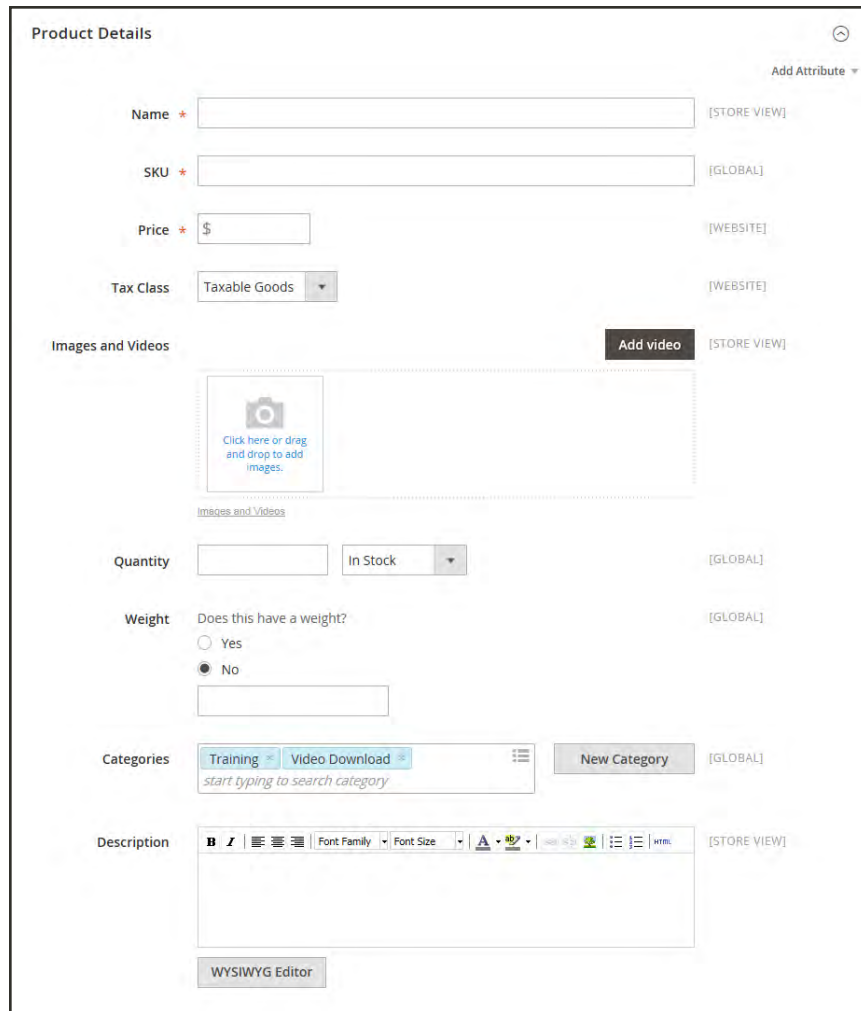 Product Details
Add Attribute
Name * [STORE VIEW]
SKU * [GLOBAL]
Price * $ [WEBSITE]
Tax Class Taxable Goods [WEBSITE]
Images and Videos Add video [STORE VIEW]
Click here or drag
and drop to add
images.
Images and Videos
Quantity In Stock [GLOBAL]
Weight Does this have a weight? [GLOBAL]
Yes
No
Categories Training × Video Download × New Category [GLOBAL]
start typing to search category
Description B I Font Family Font Size A ab HTML [STORE VIEW]
WYSIWYG Editor